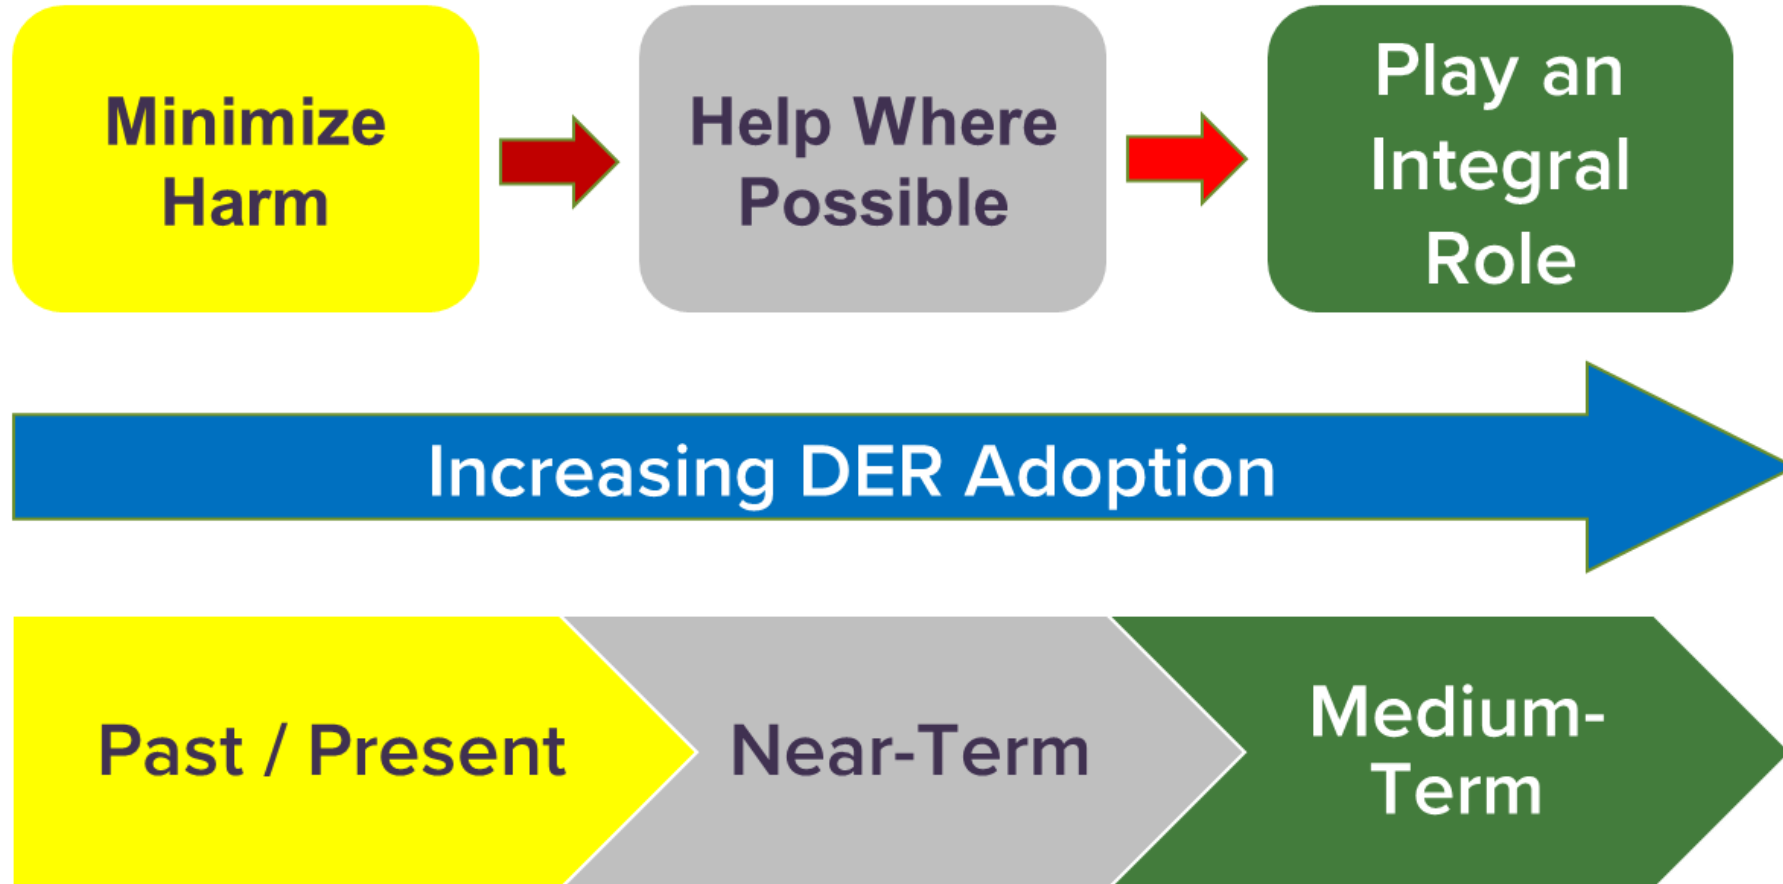 Minimize
Harm
Help Where
Possible
Play an
Integral
Role
Increasing DER Adoption
Past / Present
Near-Term
Medium-
Term